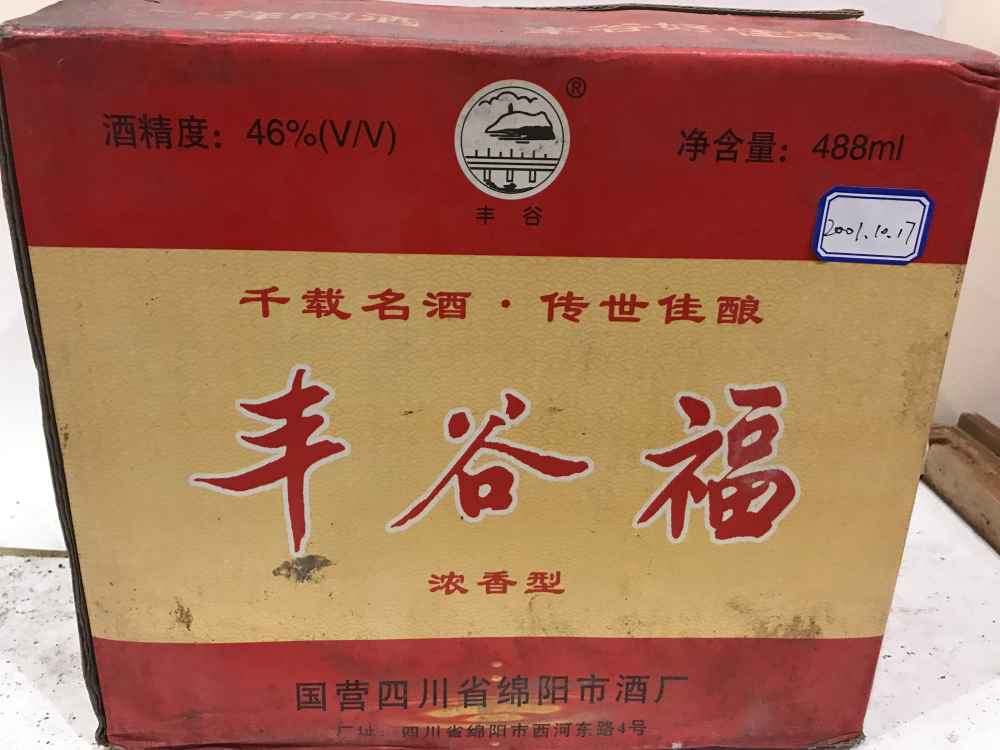 酒精度：46%(V/V)
®
净含量：488ml
丰 谷
2001.10.17
千载名酒·传世佳酿
丰谷福
浓香型
国营四川省绵阳市酒厂
厂址：四川省绵阳市西河东路4号